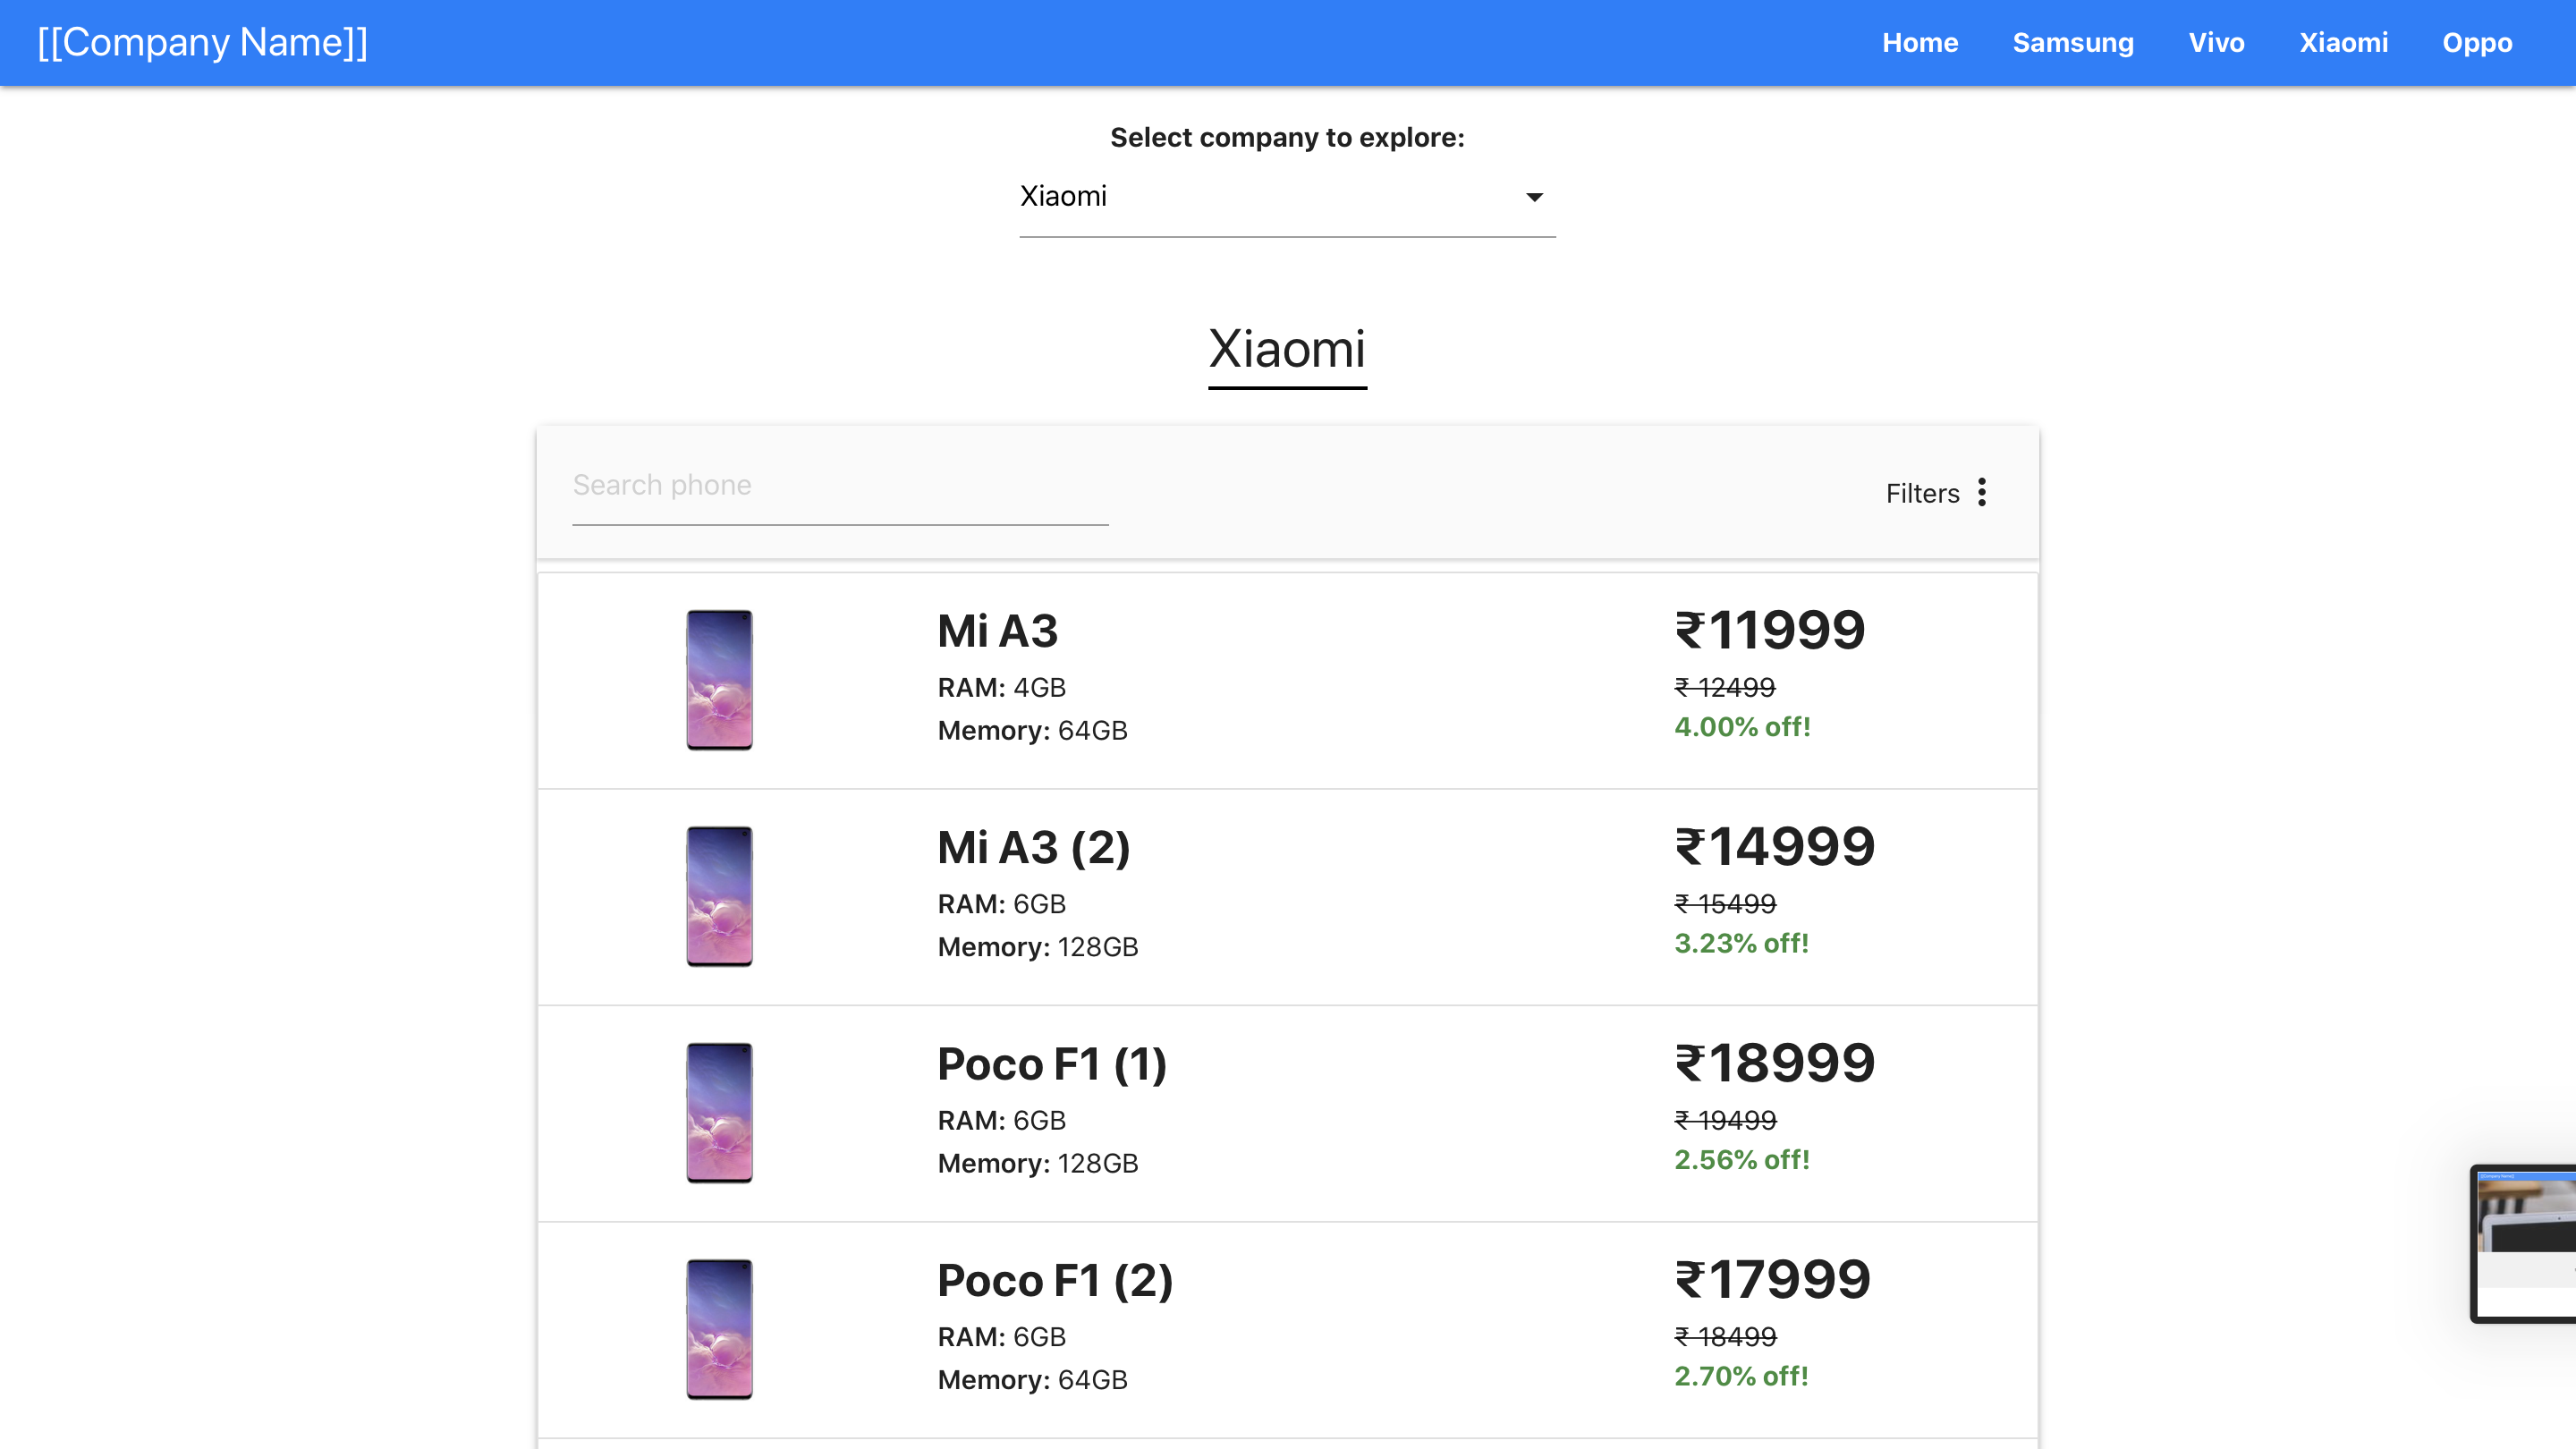 [[Company Name]] Home Samsung Vivo Xiaomi Oppo
Select company to explore:
Xiaomi
Xiaomi
Search phone
Filters
Mi A3
RAM: 4GB
Memory: 64GB
₹11999
₹ 12499
4.00% off!
Mi A3 (2)
RAM: 6GB
Memory: 128GB
₹14999
₹ 15499
3.23% off!
Poco F1 (1)
RAM: 6GB
Memory: 128GB
₹18999
₹ 19499
2.56% off!
Poco F1 (2)
RAM: 6GB
Memory: 64GB
₹17999
₹ 18499
2.70% off!
[[Company Name]]